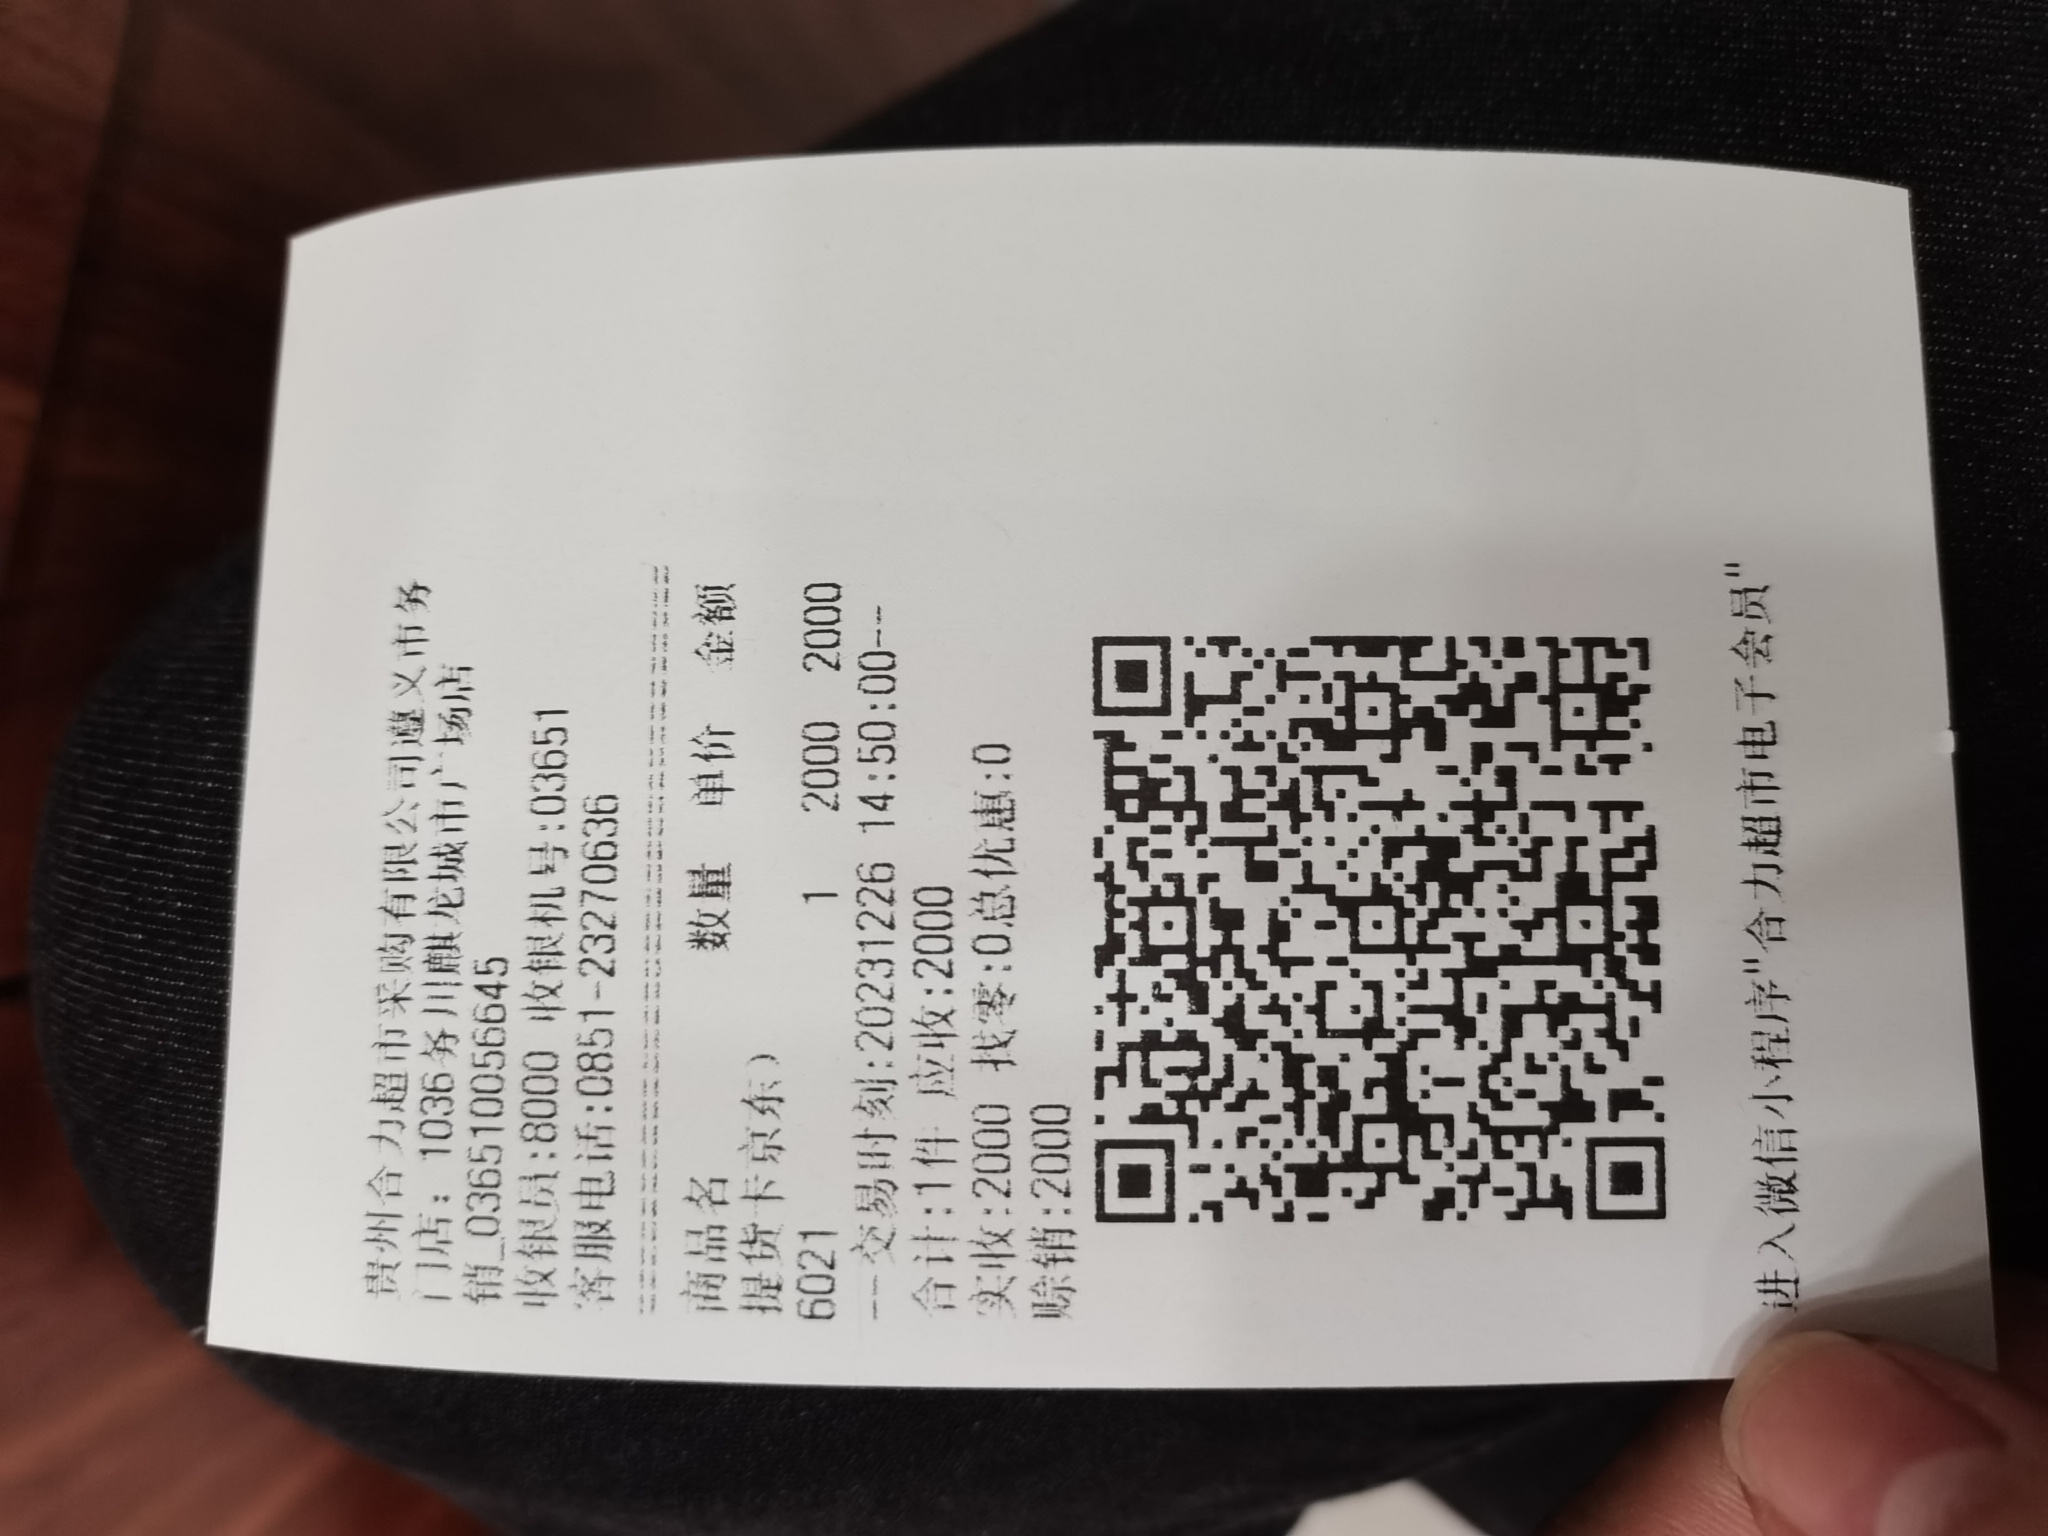 贵州合力超市采购有限公司遵义市务
门店: 1036务川麒龙城市广场店
销_036510056645
收银员:8000 收银机号:03651
客服电话:0851-23270636
商品名 数量 单价 金额
提货卡京东)
6021 1 2000 2000
--交易时刻:20231226 14:50:00--
合计:1件 应收:2000
实收:2000 找零:0总优惠:0
赊销:2000
进入微信小程序"合力超市电子会员"